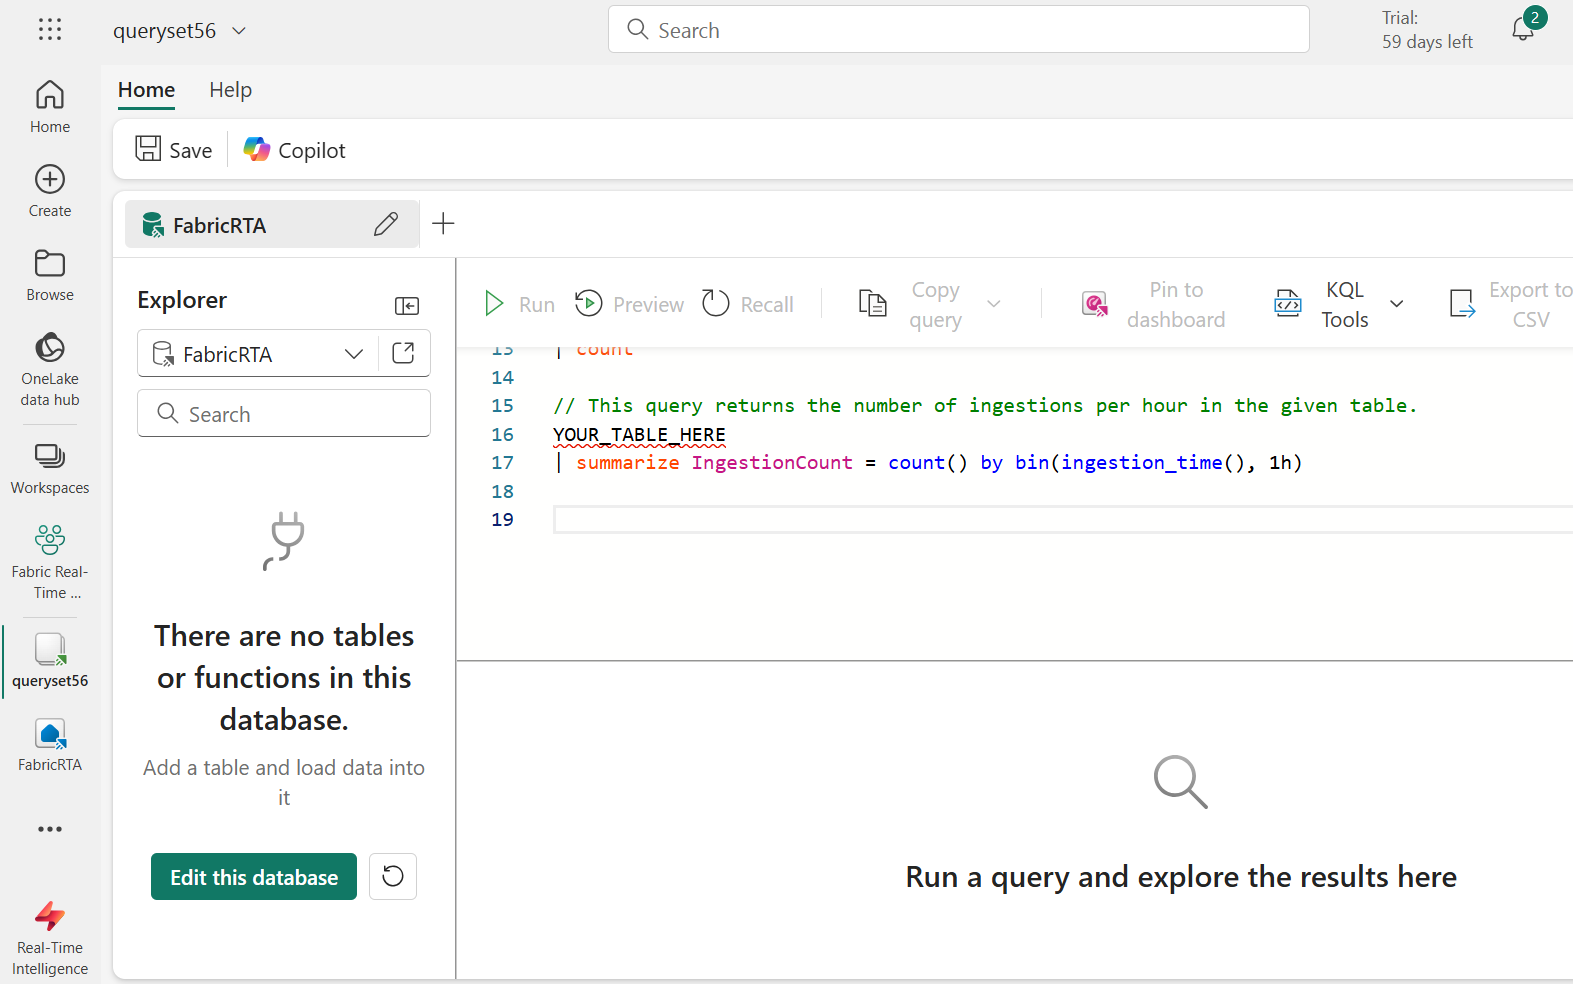 queryset56
Search
Trial:
59 days left
2
Home
Help
Save
Copilot
Home
Create
Browse
OneLake
data hub
Workspaces
Fabric Real-
Time ...
queryset56
FabricRTA
Real-Time
Intelligence
FabricRTA
Explorer
FabricRTA
Search
There are no tables
or functions in this
database.
Add a table and load data into
it
Edit this database
Run
Preview
Recall
Copy
query
Pin to
dashboard
KQL
Tools
Export to
CSV
13 | count
14
15 // This query returns the number of ingestions per hour in the given table.
16 YOUR_TABLE_HERE
17 | summarize IngestionCount = count() by bin(ingestion_time(), 1h)
18
19
Run a query and explore the results here